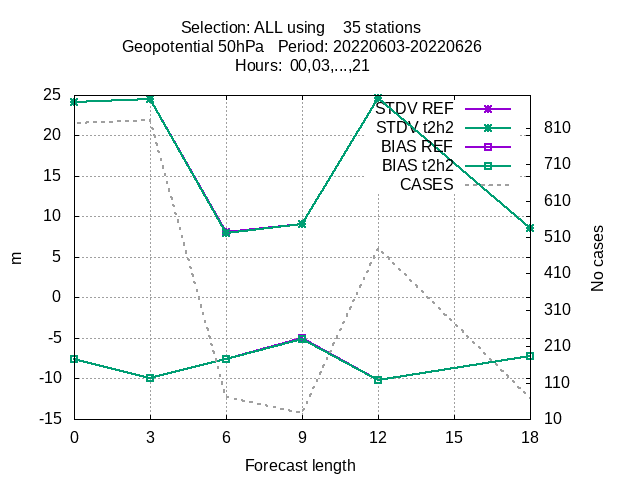 Selection: ALL using    35 stations
Geopotential 50hPa   Period: 20220603-20220626
Hours:  00,03,...,21
STDV REF
STDV t2h2
BIAS REF
BIAS t2h2
CASES
25
20
15
10
5
0
-5
-10
-15
m
810
710
610
510
410
310
210
110
10
No cases
0 3 6 9 12 15 18
Forecast length